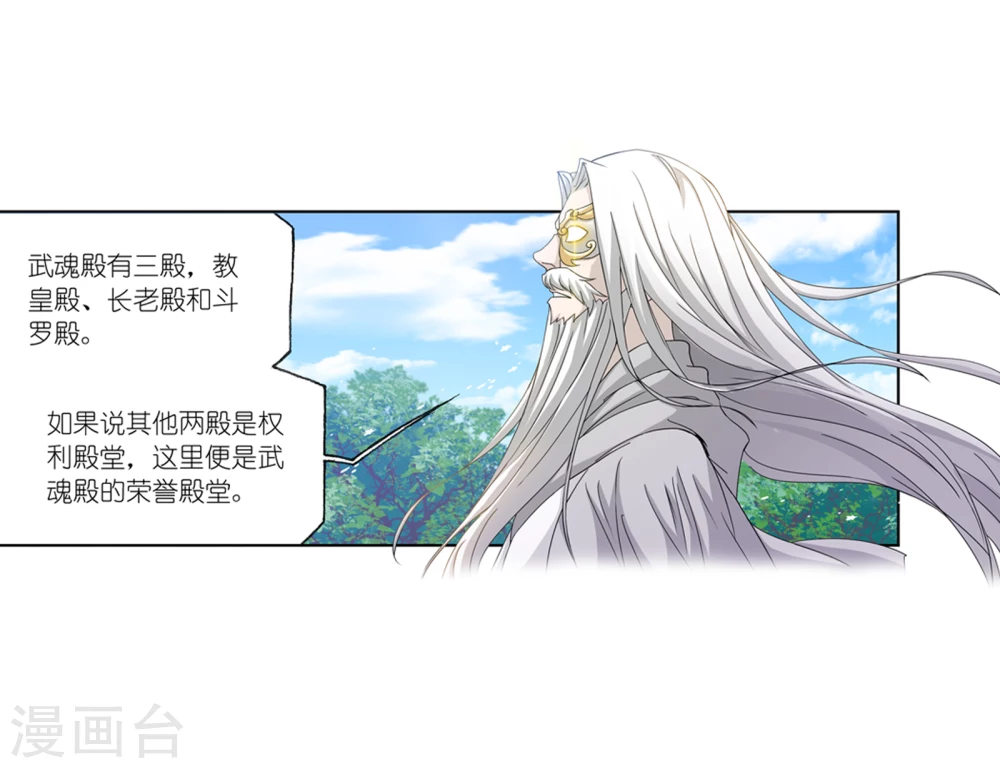 武魂殿有三殿，教
皇殿、长老殿和斗
罗殿。
如果说其他两殿是权
利殿堂，这里便是武
魂殿的荣誉殿堂。
漫画台